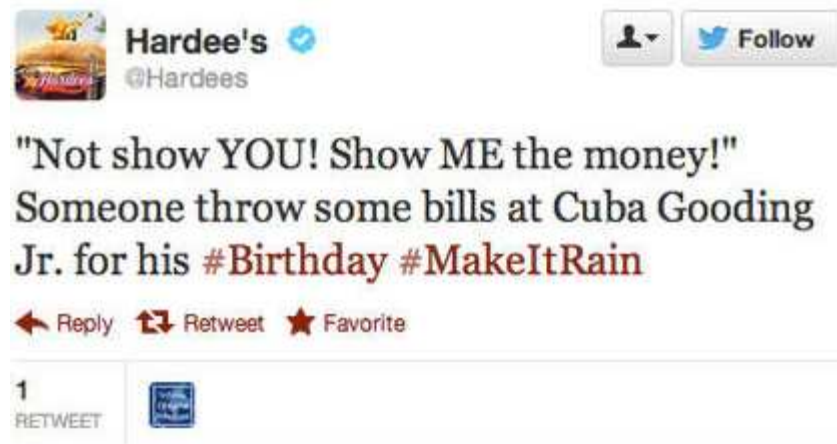 Hardee's
@Hardees
Follow
"Not show YOU! Show ME the money!"
Someone throw some bills at Cuba Gooding
Jr. for his #Birthday #MakeItRain
Reply Retweet Favorite
1
RETWEET